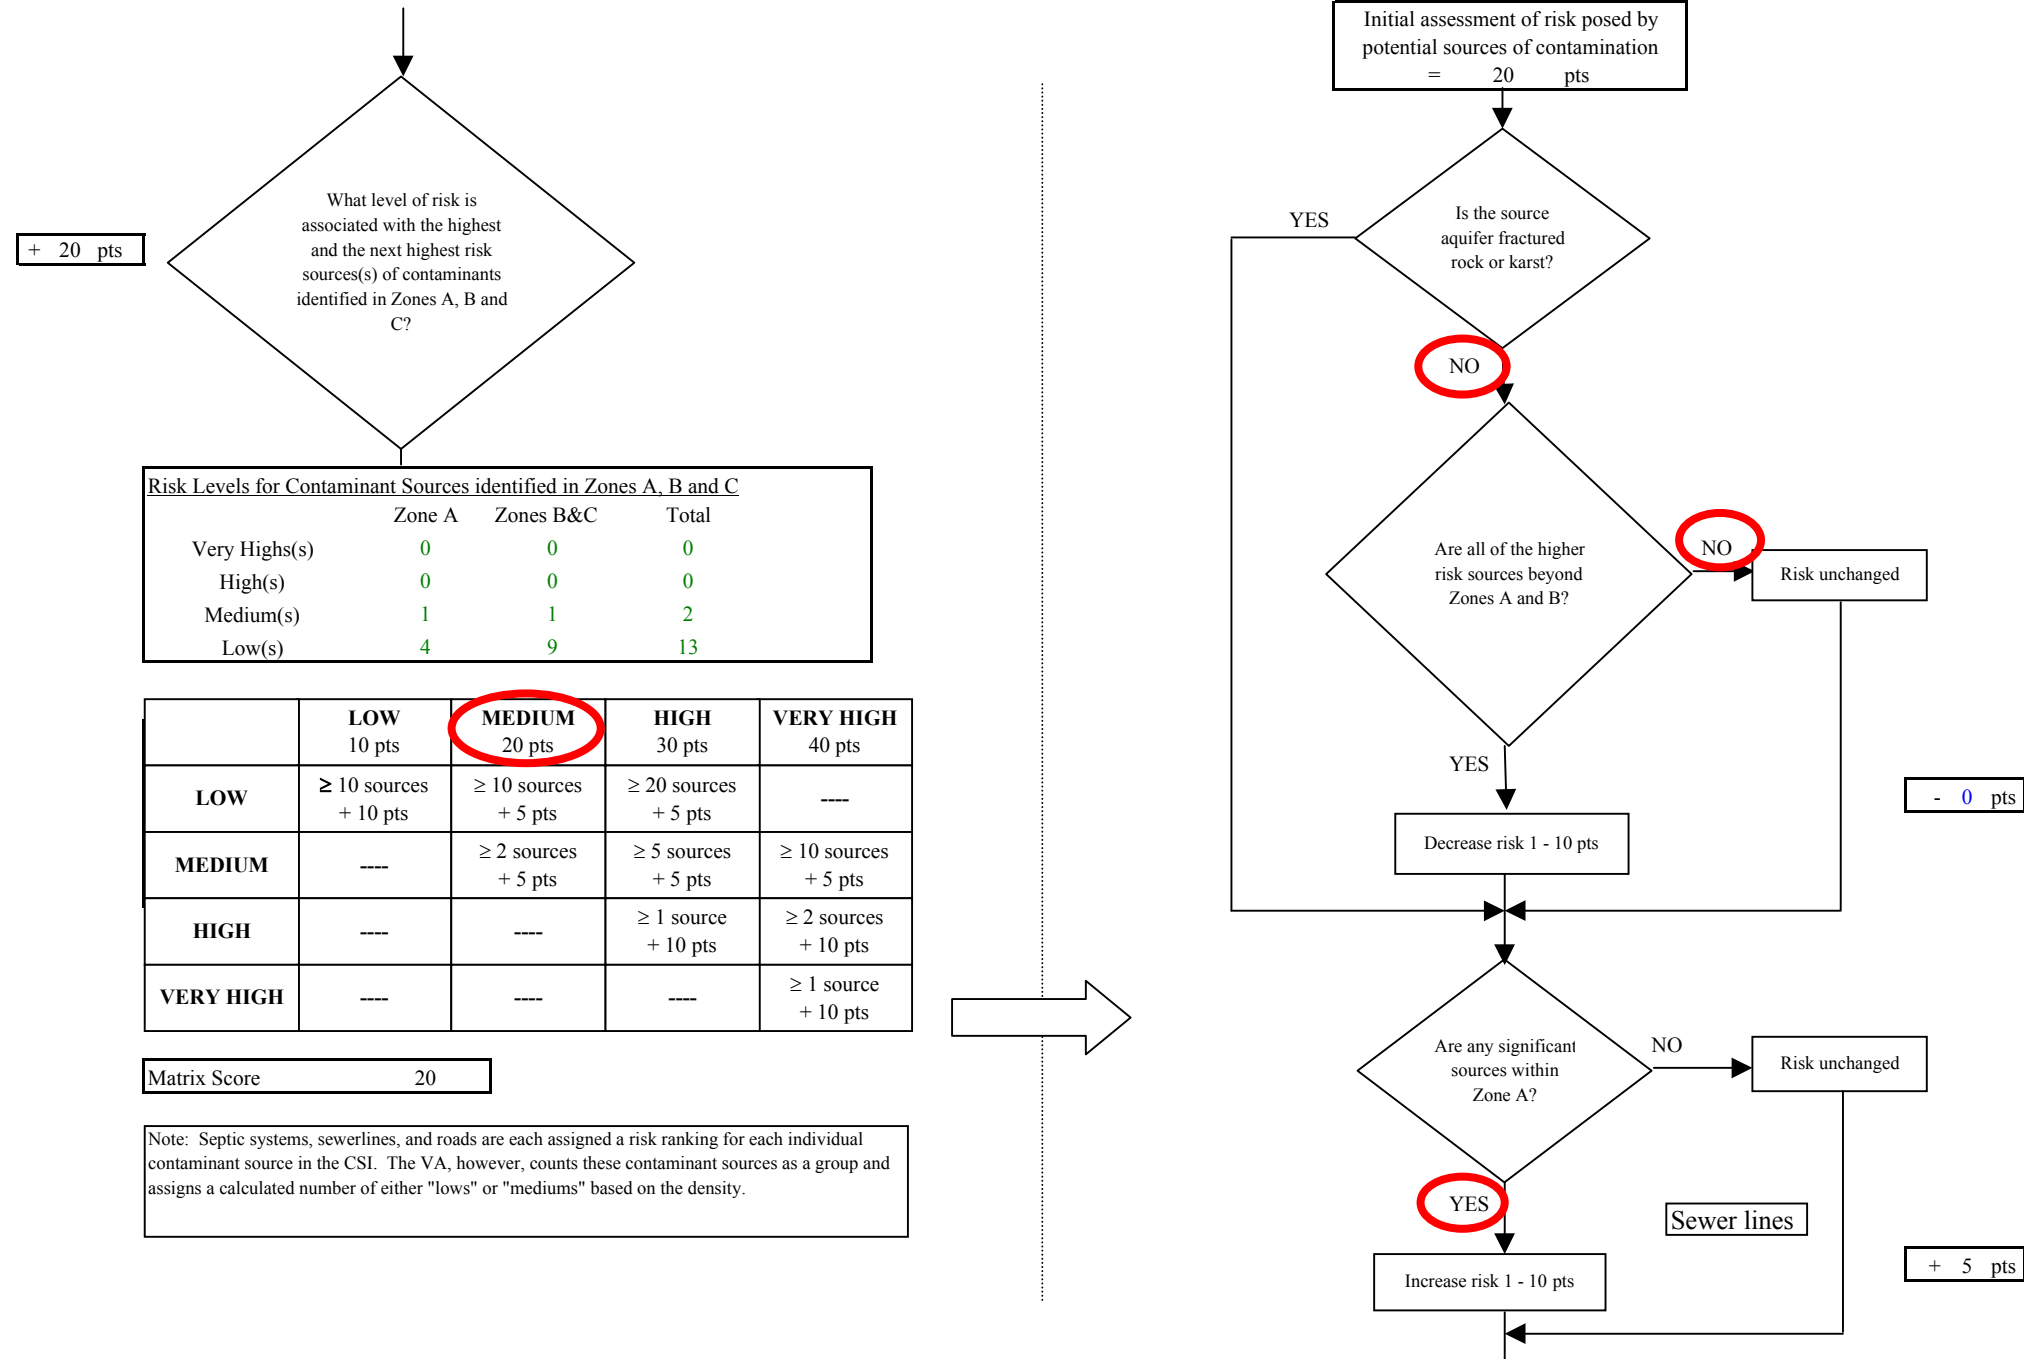 What level of risk is
associated with the highest
and the next highest risk
sources(s) of contaminants
identified in Zones A, B and
C?
+ 20 pts
Risk Levels for Contaminant Sources identified in Zones A, B and C
Zone A Zones B&C Total
Very Highs(s) 0 0 0
High(s) 0 0 0
Medium(s) 1 1 2
Low(s) 4 9 13
LOW MEDIUM HIGH VERY HIGH
10 pts 20 pts 30 pts 40 pts
LOW ≥ 10 sources ≥ 10 sources ≥ 20 sources ----
+ 10 pts + 5 pts + 5 pts
MEDIUM ---- ≥ 2 sources ≥ 5 sources ≥ 10 sources
+ 5 pts + 5 pts + 5 pts
HIGH ---- ---- ≥ 1 source ≥ 2 sources
+ 10 pts + 10 pts
VERY HIGH ---- ---- ---- ≥ 1 source
+ 10 pts
Matrix Score 20
Note: Septic systems, sewerlines, and roads are each assigned a risk ranking for each individual
contaminant source in the CSI. The VA, however, counts these contaminant sources as a group and
assigns a calculated number of either "lows" or "mediums" based on the density.
Initial assessment of risk posed by
potential sources of contamination
= 20 pts
Is the source
aquifer fractured
rock or karst?
YES
NO
Are all of the higher
risk sources beyond
Zones A and B?
NO
Risk unchanged
YES
Decrease risk 1 - 10 pts
- 0 pts
Are any significant
sources within
Zone A?
NO
Risk unchanged
YES
Sewer lines
Increase risk 1 - 10 pts
+ 5 pts